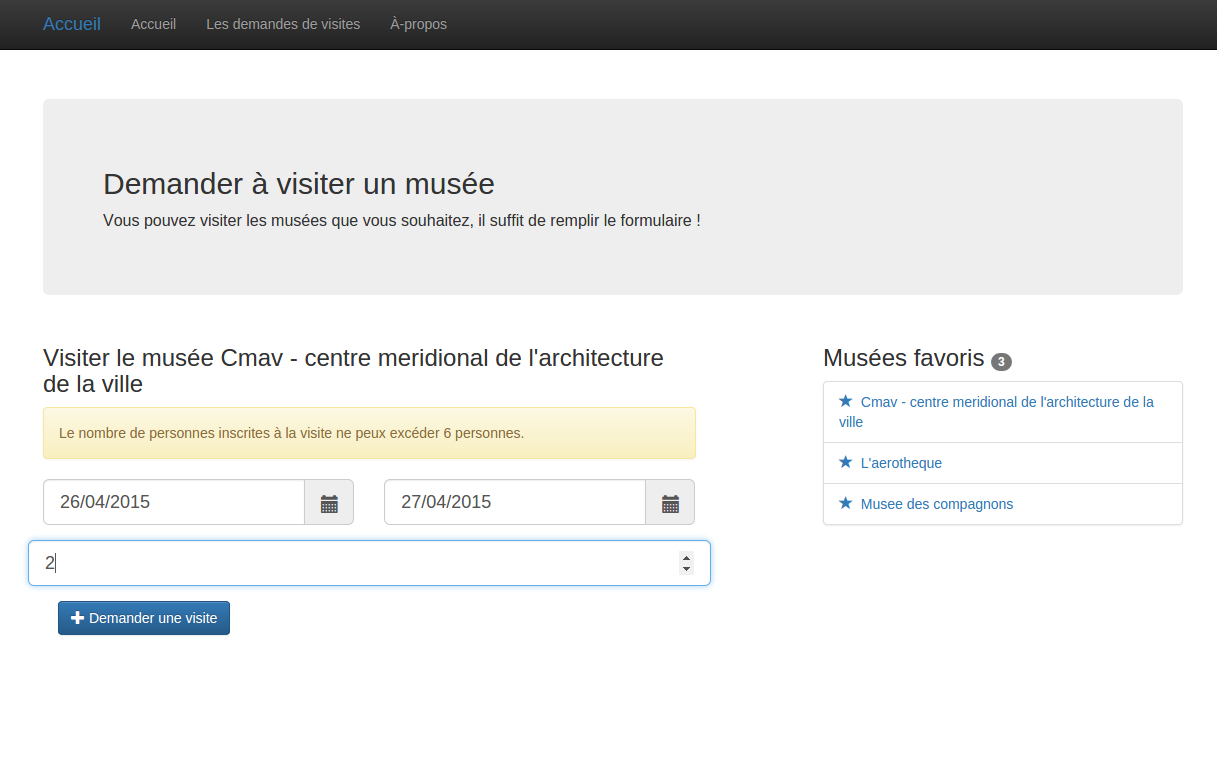 Accueil Accueil Les demandes de visites À-propos
Demander à visiter un musée
Vous pouvez visiter les musées que vous souhaitez, il suffit de remplir le formulaire !
Visiter le musée Cmav - centre meridional de l'architecture
de la ville
Le nombre de personnes inscrites à la visite ne peux excéder 6 personnes.
26/04/2015 27/04/2015
2
Demander une visite
Musées favoris 3
Cmav - centre meridional de l'architecture de la
ville
L'aerotheque
Musee des compagnons